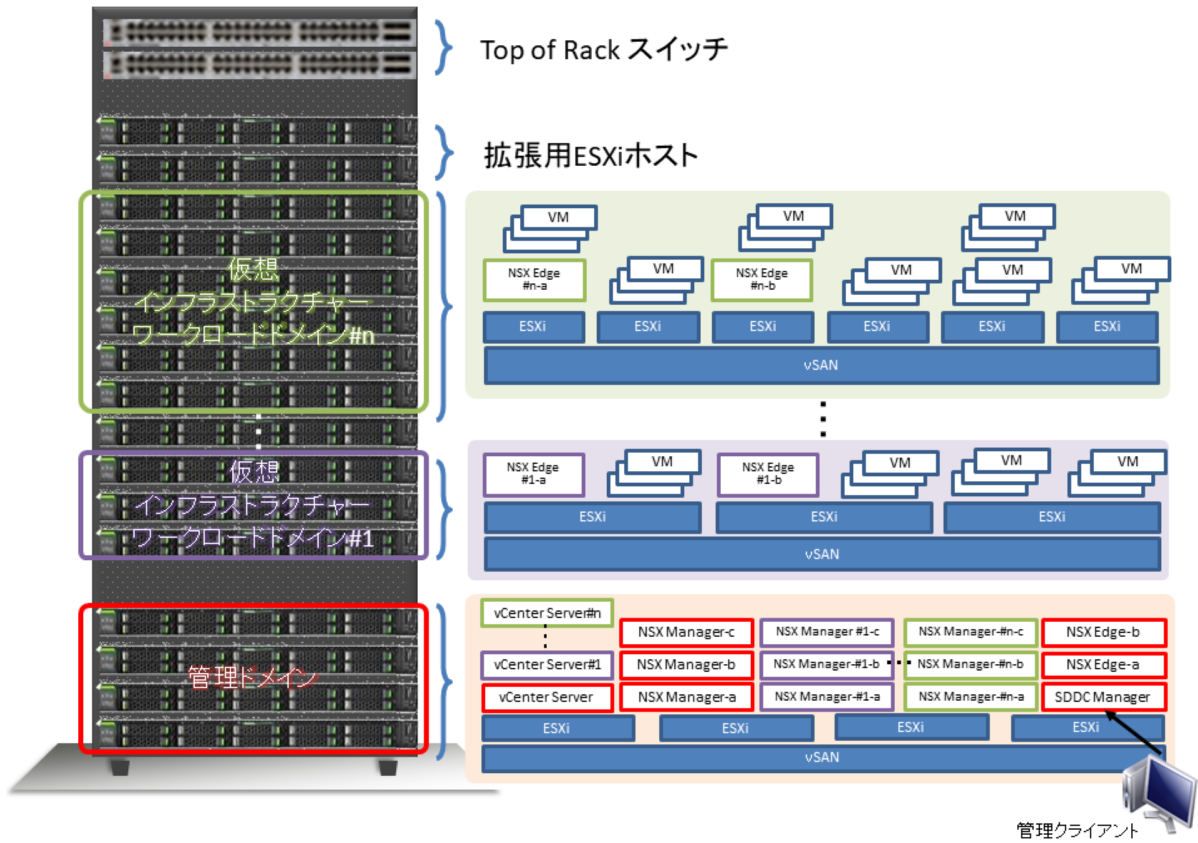 Top of Rack スイッチ
拡張用ESXiホスト
仮想
インフラストラクチャー
ワークロードドメイン#n
VM
VM
VM
NSX Edge
#n-a
VM
NSX Edge
#n-b
VM
VM
VM
ESXi
ESXi
ESXi
ESXi
ESXi
ESXi
vSAN
仮想
インフラストラクチャー
ワークロードドメイン#1
NSX Edge
#1-a
VM
NSX Edge
#1-b
VM
VM
VM
ESXi
ESXi
ESXi
vSAN
管理ドメイン
vCenter Server#n
NSX Manager-c
NSX Manager #1-c
NSX Manager-#n-c
NSX Edge-b
vCenter Server#1
NSX Manager-b
NSX Manager-#1-b
NSX Manager-#n-b
NSX Edge-a
vCenter Server
NSX Manager-a
NSX Manager-#1-a
NSX Manager-#n-a
SDDC Manager
ESXi
ESXi
ESXi
ESXi
vSAN
管理クライアント